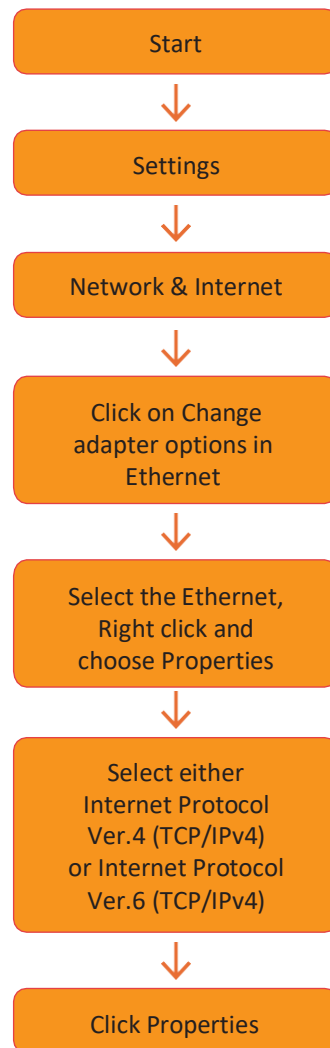 Start
Settings
Network & Internet
Click on Change
adapter options in
Ethernet
Select the Ethernet,
Right click and
choose Properties
Select either
Internet Protocol
Ver.4 (TCP/IPv4)
or Internet Protocol
Ver.6 (TCP/IPv4)
Click Properties